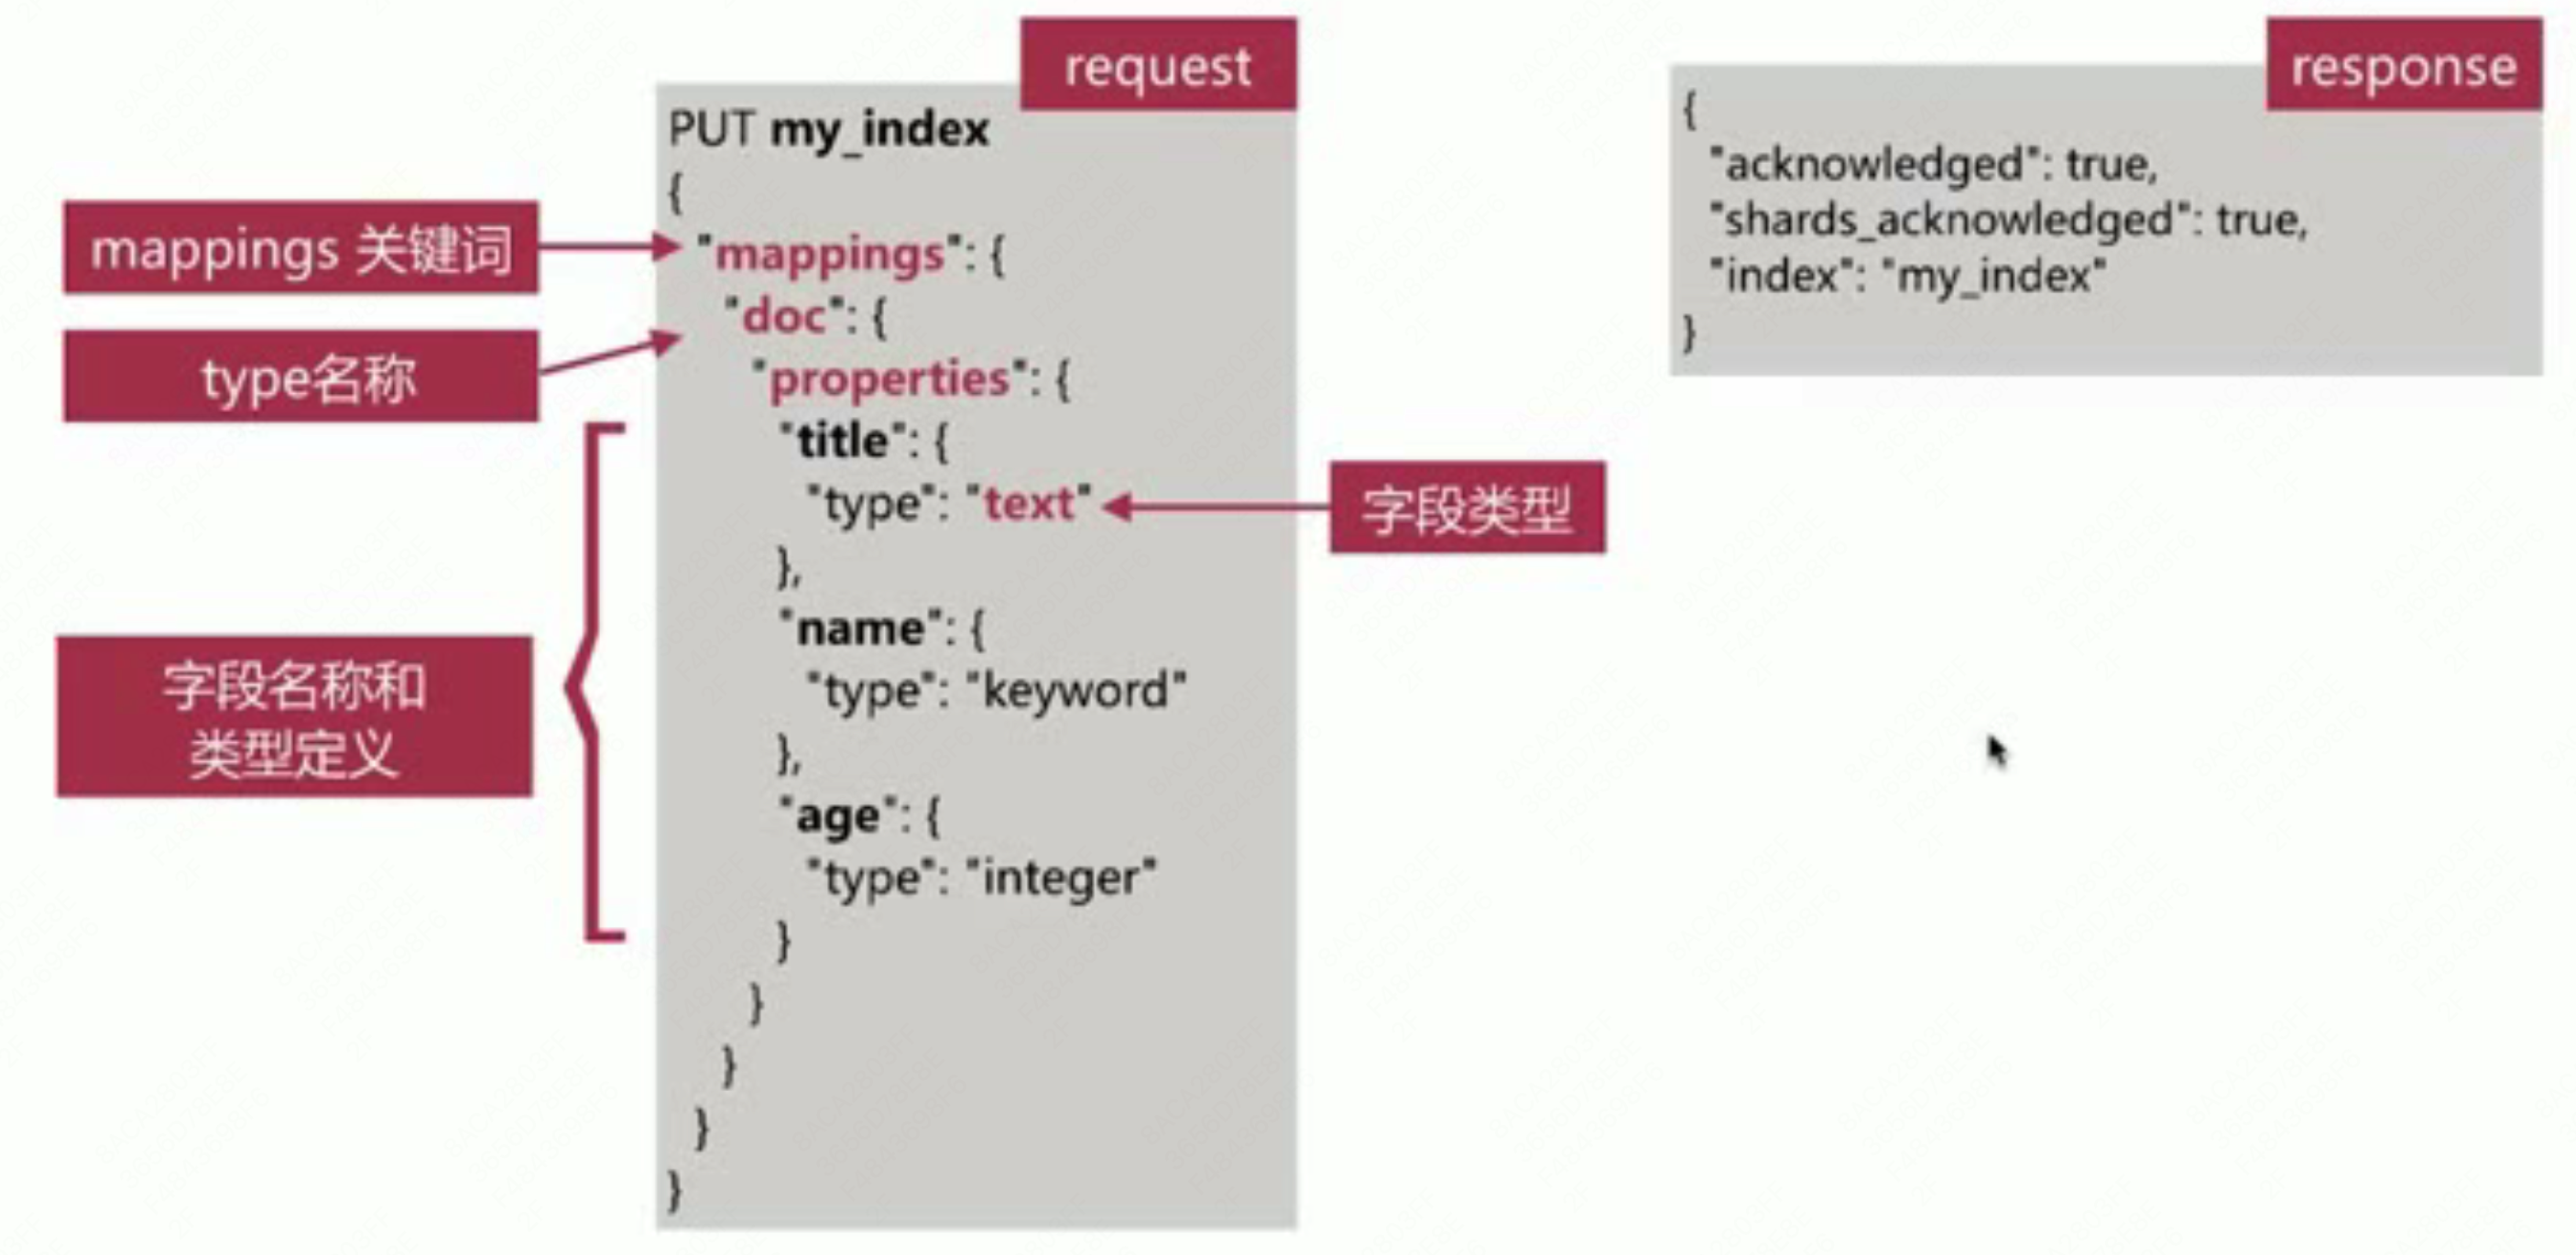 request
PUT my_index
{
"mappings": {
"doc": {
"properties": {
"title": {
"type": "text"
},
"name": {
"type": "keyword"
},
"age": {
"type": "integer"
}
}
}
}
}
mappings 关键词
type名称
字段名称和
类型定义
字段类型
response
{
"acknowledged": true,
"shards_acknowledged": true,
"index": "my_index"
}